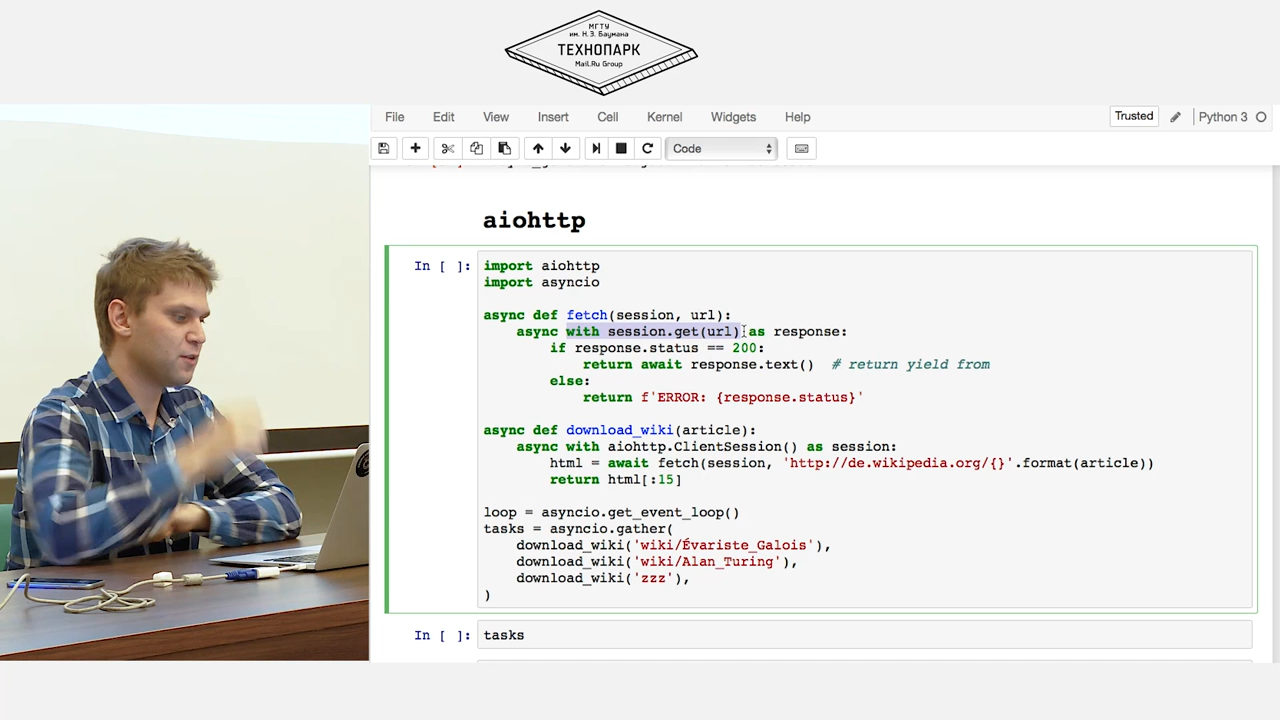 МГТУ
им. Н.Э. Баумана
ТЕХНОПАРК
Mail.Ru Group
File Edit View Insert Cell Kernel Widgets Help
Trusted
Python 3
Code
aiohttp
In [ ]:
import aiohttp
import asyncio
async def fetch(session, url):
    async with session.get(url) as response:
        if response.status == 200:
            return await response.text()  # return yield from
        else:
            return f'ERROR: {response.status}'
async def download_wiki(article):
    async with aiohttp.ClientSession() as session:
        html = await fetch(session, 'http://de.wikipedia.org/{}'.format(article))
        return html[:15]
loop = asyncio.get_event_loop()
tasks = asyncio.gather(
    download_wiki('wiki/Évariste_Galois'),
    download_wiki('wiki/Alan_Turing'),
    download_wiki('zzz'),
)
In [ ]:
tasks